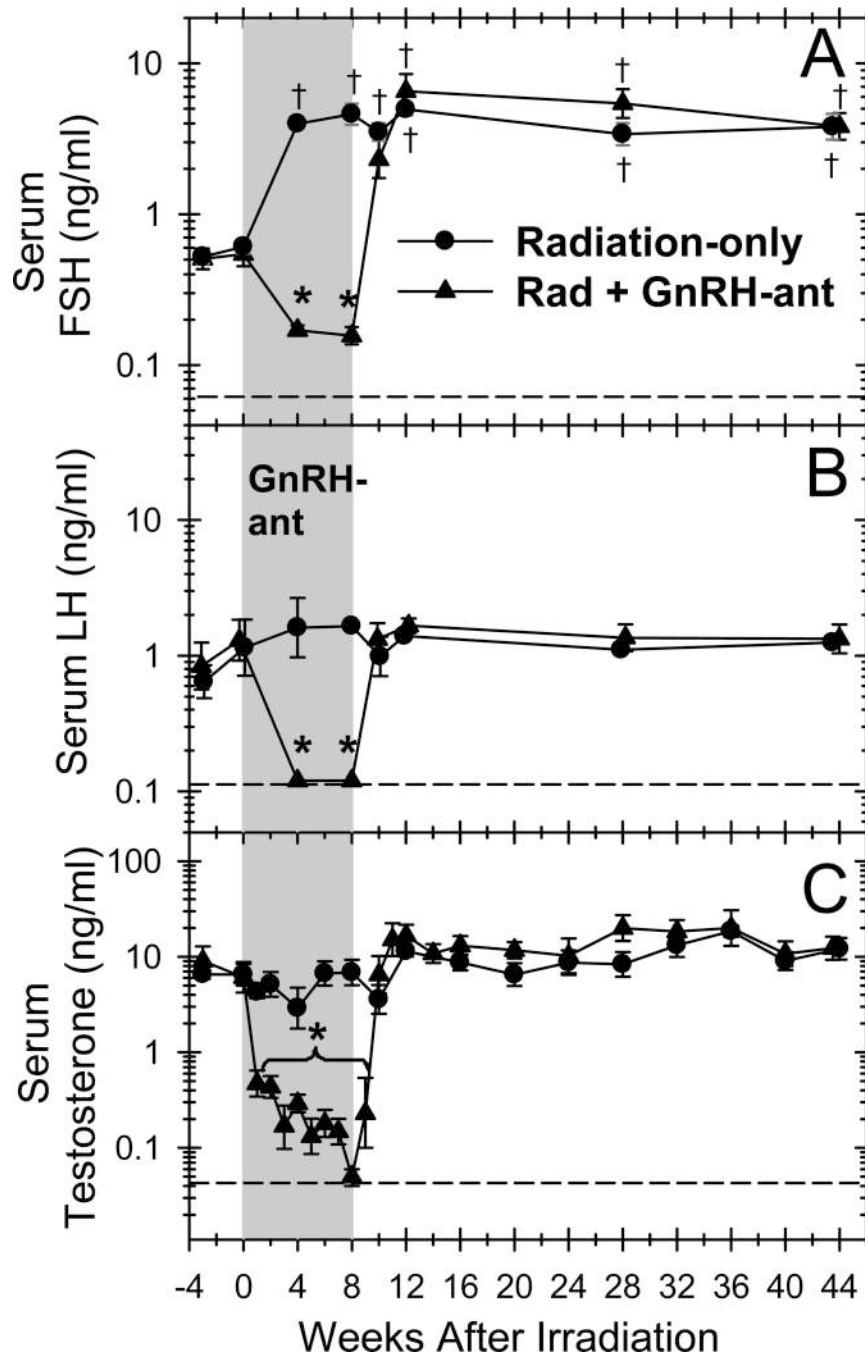 A
Serum
FSH (ng/ml)
10
1
0.1
†
†
†
†
†
†
†
†
†
*
*
Radiation-only
Rad + GnRH-ant
B
Serum LH (ng/ml)
10
1
0.1
GnRH-
ant
*
*
C
Serum
Testosterone (ng/ml)
100
10
1
0.1
*
-4 0 4 8 12 16 20 24 28 32 36 40 44
Weeks After Irradiation